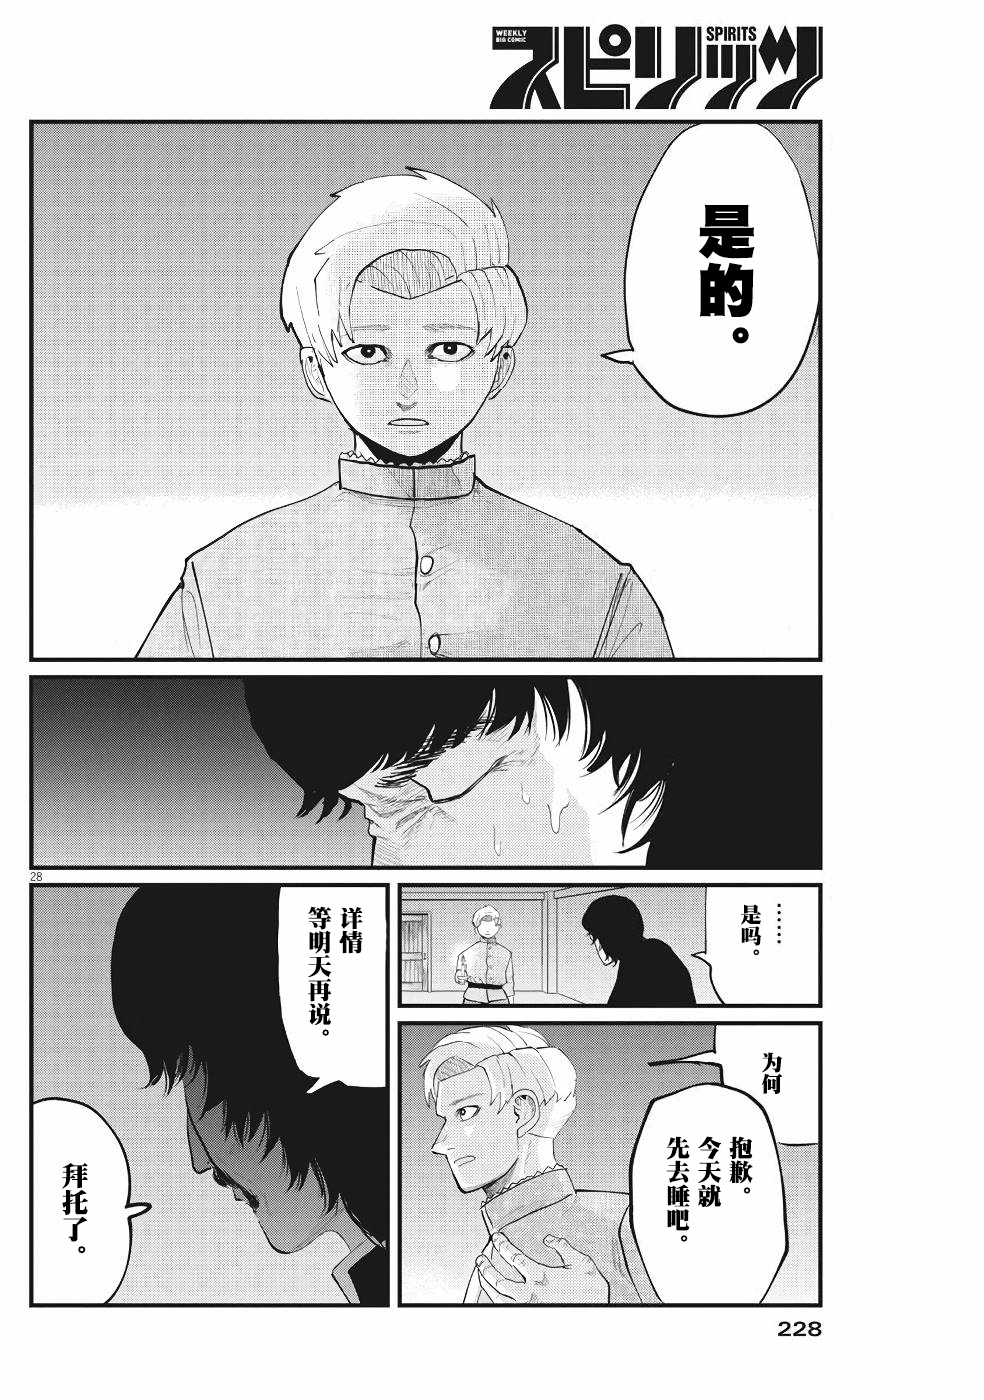 WEEKLY
BIG COMIC
スピリッツ
SPIRITS
是的。
……
是吗。
为何
抱歉。
今天就
先去睡吧。
详情
等明天再说。
拜托了。
28
228